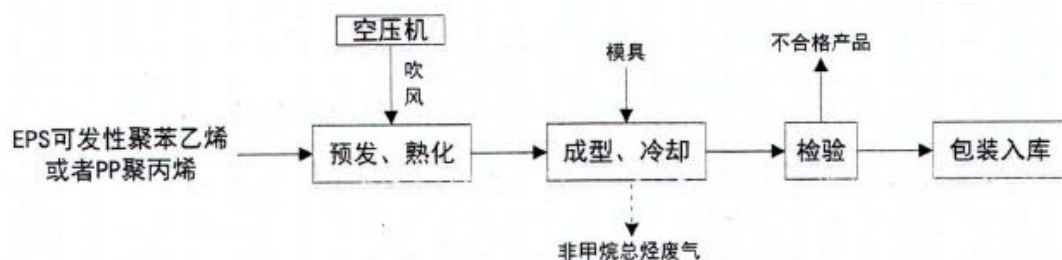 空压机
吹
风
模具
不合格产品
EPS可发性聚苯乙烯
或者PP聚丙烯
预发、熟化
成型、冷却
检验
包装入库
非甲烷总烃废气